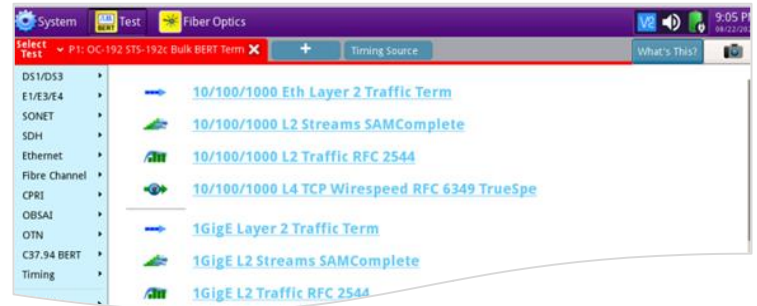 System Test Fiber Optics V2 9:05 P
Select Test P1: OC-192 STS-192c Bulk BERT Term + Timing Source What's This?
DS1/DS3
E1/E3/E4
SONET
SDH
Ethernet
Fibre Channel
CPRI
OBSAI
OTN
C37.94 BERT
Timing
10/100/1000 Eth Layer 2 Traffic Term
10/100/1000 L2 Streams SAMComplete
10/100/1000 L2 Traffic RFC 2544
10/100/1000 L4 TCP Wirespeed RFC 6349 TrueSpe
1GigE Layer 2 Traffic Term
1GigE L2 Streams SAMComplete
1GigE L2 Traffic RFC 2544